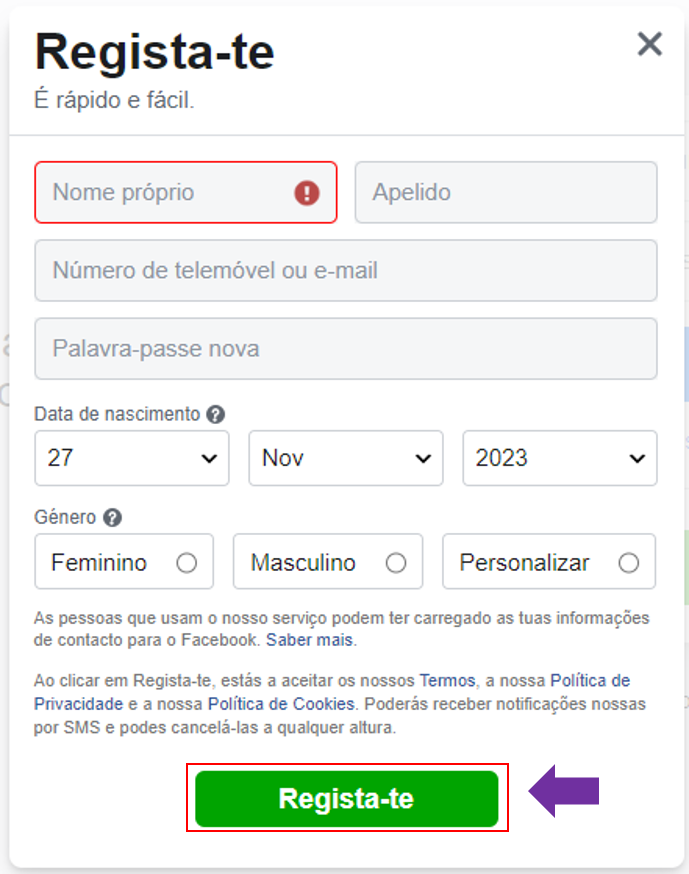 Regista-te
É rápido e fácil.
Nome próprio
Apelido
Número de telemóvel ou e-mail
Palavra-passe nova
Data de nascimento
27
Nov
2023
Género
Feminino
Masculino
Personalizar
As pessoas que usam o nosso serviço podem ter carregado as tuas informações
de contacto para o Facebook. Saber mais.
Ao clicar em Regista-te, estás a aceitar os nossos Termos, a nossa Política de
Privacidade e a nossa Política de Cookies. Poderás receber notificações nossas
por SMS e podes cancelá-las a qualquer altura.
Regista-te